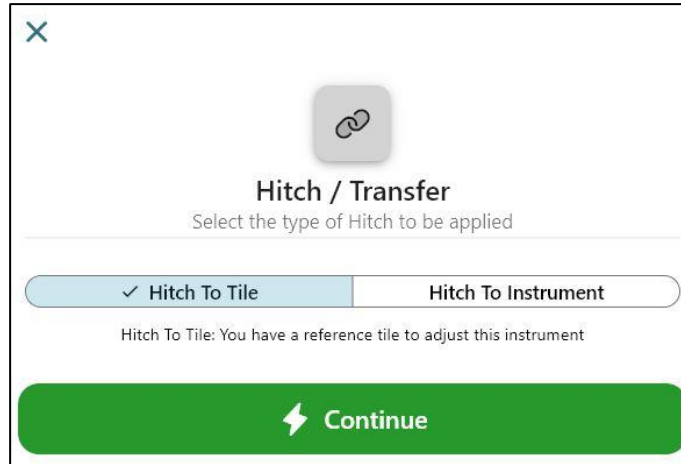 Hitch / Transfer
Select the type of Hitch to be applied
Hitch To Tile Hitch To Instrument
Hitch To Tile: You have a reference tile to adjust this instrument
Continue